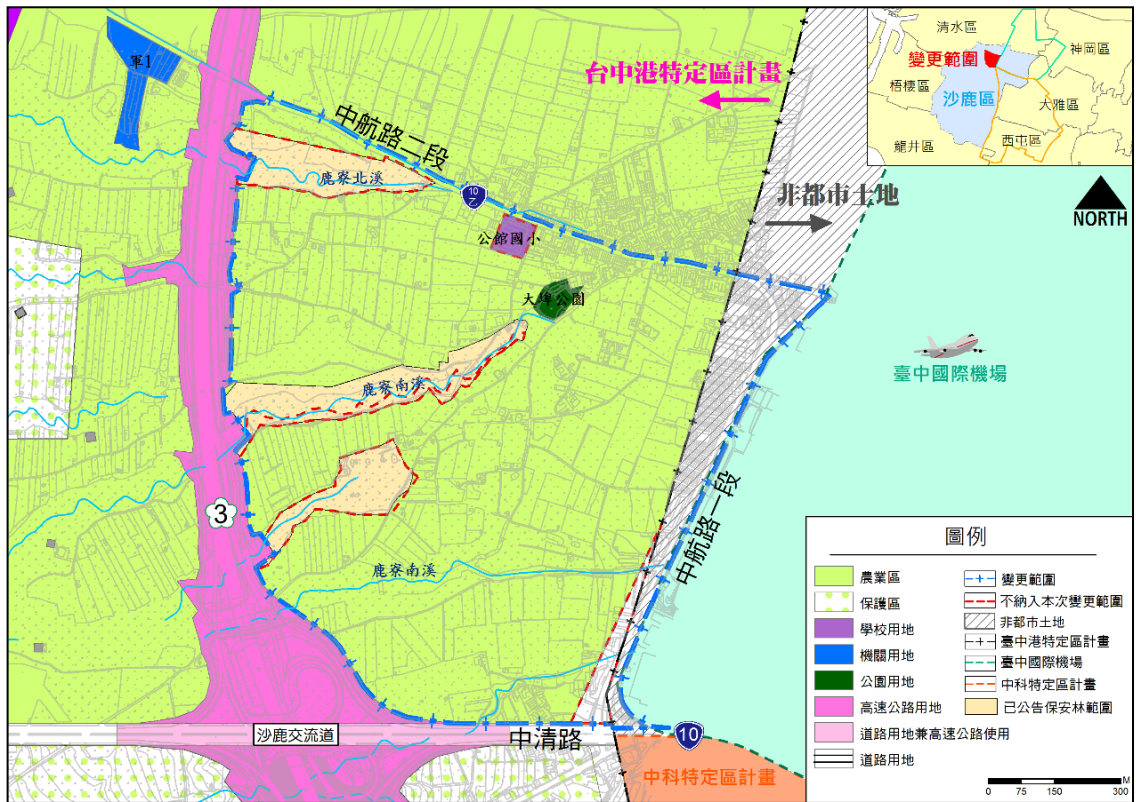 軍1
台中港特定區計畫
中航路二段
鹿寮北溪
10
乙
公館國小
大埤公園
非都市土地
清水區
神岡區
變更範圍
梧棲區
沙鹿區
大雅區
龍井區
西屯區
NORTH
臺中國際機場
鹿寮南溪
3
中航路一段
鹿寮南溪
沙鹿交流道
中清路
10
中科特定區計畫
圖例
農業區
保護區
學校用地
機關用地
公園用地
高速公路用地
道路用地兼高速公路使用
道路用地
變更範圍
不納入本次變更範圍
非都市土地
臺中港特定區計畫
臺中國際機場
中科特定區計畫
已公告保安林範圍
M
0 75 150 300